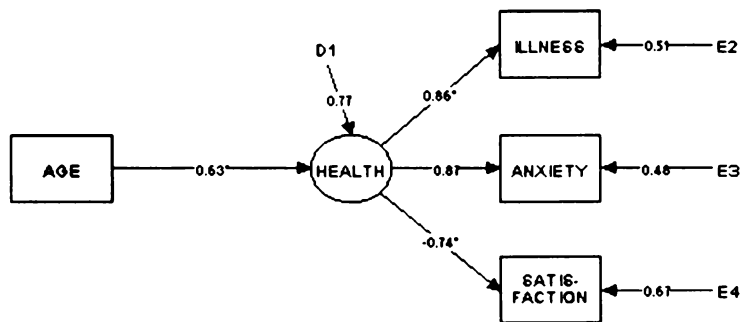 ILLNESS
0.51
E2
D1
0.77
0.86*
AGE
0.63*
HEALTH
0.87
ANXIETY
0.48
E3
-0.74*
SATIS-
FACTION
0.67
E4